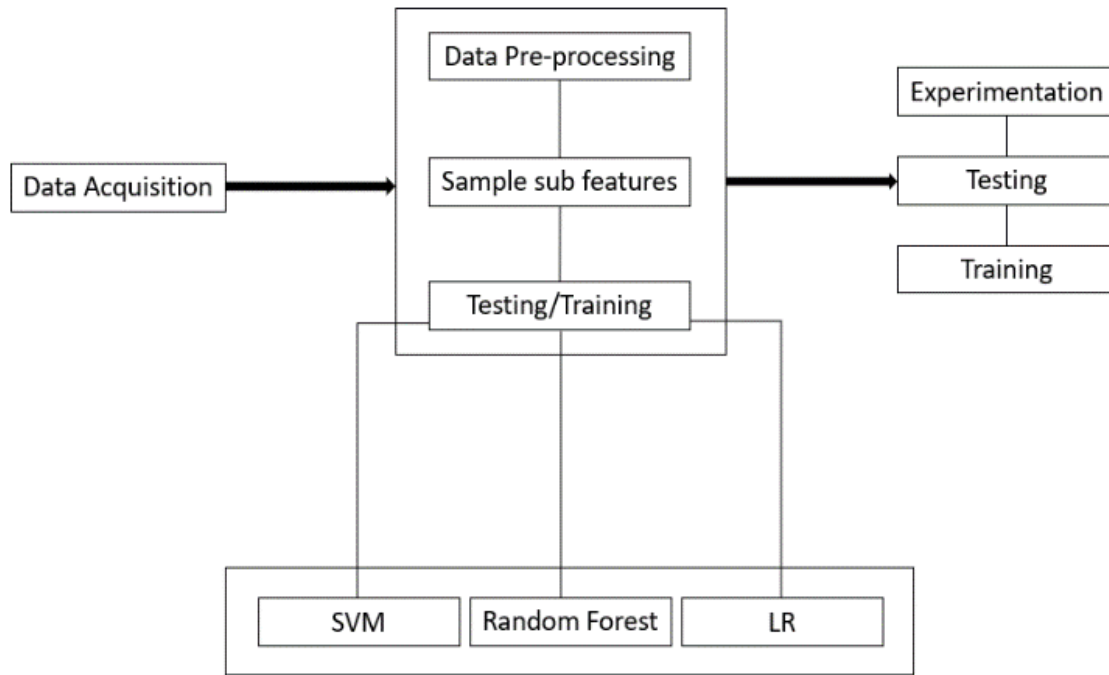 Data Acquisition
Data Pre-processing
Sample sub features
Testing/Training
Experimentation
Testing
Training
SVM
Random Forest
LR